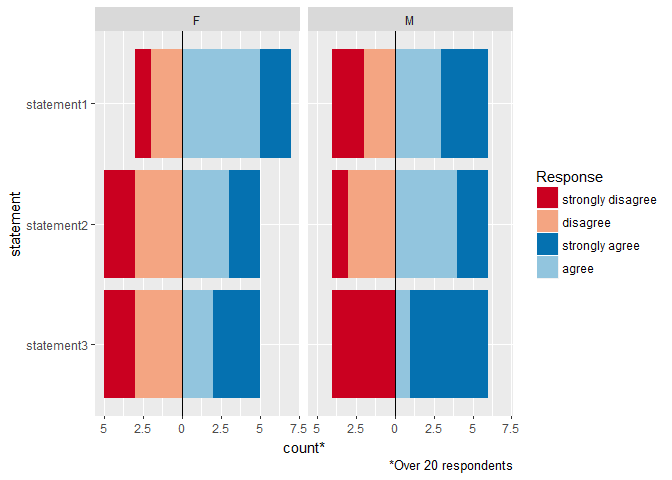 F M
statement1
statement2
statement3
statement
5 2.5 0 2.5 5 7.5 5 2.5 0 2.5 5 7.5
count*
*Over 20 respondents
Response
strongly disagree
disagree
strongly agree
agree